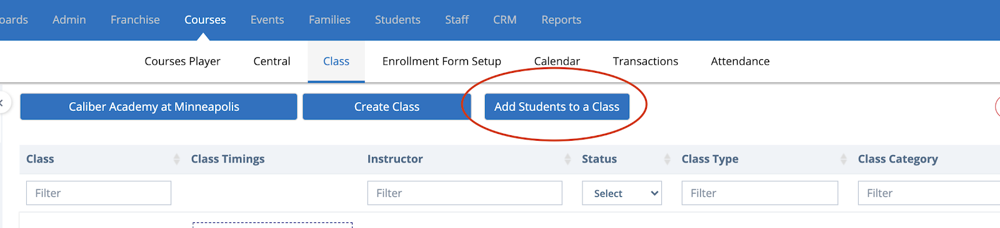 oards Admin Franchise Courses Events Families Students Staff CRM Reports
Courses Player Central Class Enrollment Form Setup Calendar Transactions Attendance
Caliber Academy at Minneapolis Create Class Add Students to a Class
Class Class Timings Instructor Status Class Type Class Category
Filter Filter Select Filter Filter